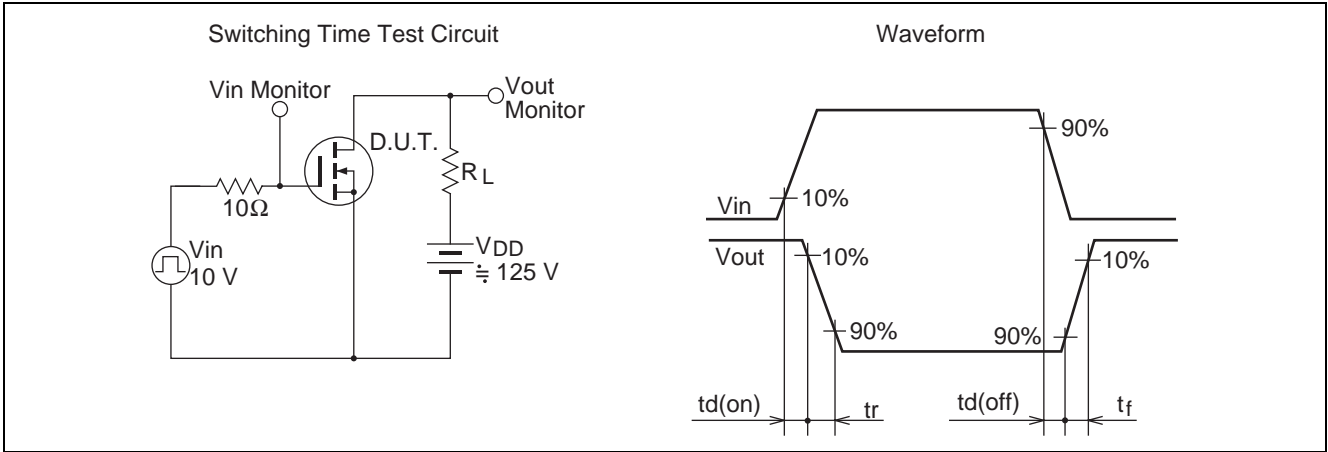 Switching Time Test Circuit
Vin Monitor
Vout
Monitor
D.U.T.
RL
10Ω
Vin
10 V
VDD
≒ 125 V
Waveform
90%
Vin
10%
Vout
10%
10%
90%
90%
td(on)
tr
td(off)
tf